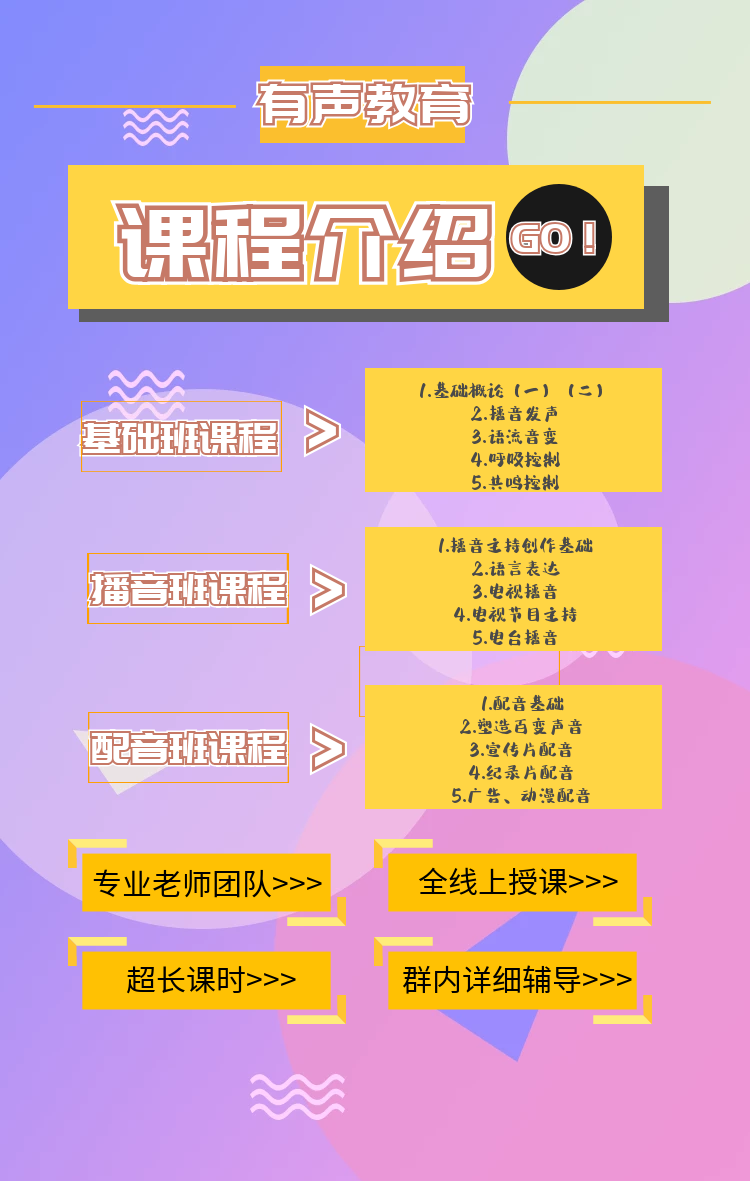 有声教育
课程介绍
GO！
基础班课程
>
1.基础概论（一）（二）
2.播音发声
3.语流音变
4.呼吸控制
5.共鸣控制
播音班课程
>
1.播音主持创作基础
2.语言表达
3.电视播音
4.电视节目主持
5.电台播音
配音班课程
>
1.配音基础
2.塑造百变声音
3.宣传片配音
4.纪录片配音
5.广告、动漫配音
专业老师团队>>>
全线上授课>>>
超长课时>>>
群内详细辅导>>>